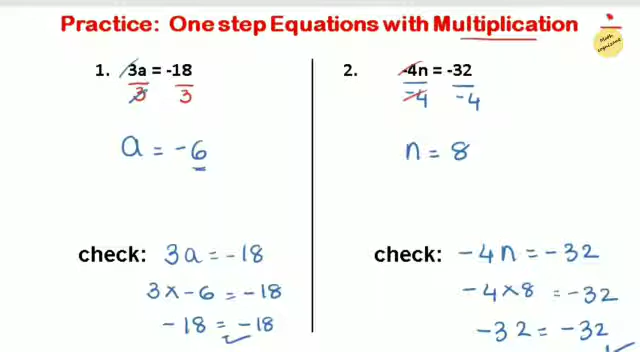 Practice: One step Equations with Multiplication
1. 3a = -18
3 3
a = -6
check: 3a = -18
3 x -6 = -18
-18 = -18
2. -4n = -32
-4 -4
n = 8
check: -4n = -32
-4 x 8 = -32
-32 = -32